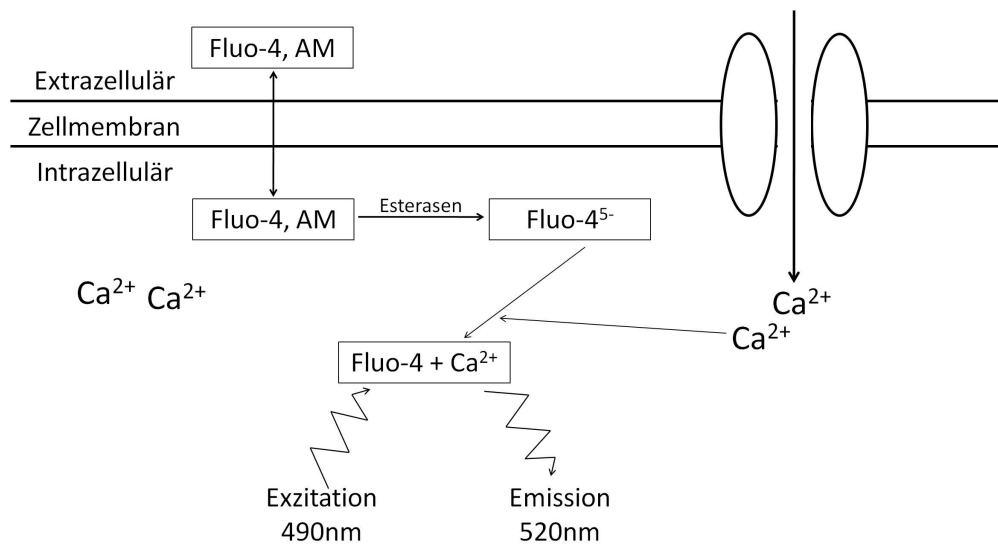 Fluo-4, AM
Extrazellulär
Zellmembran
Intrazellulär
Fluo-4, AM
Esterasen
Fluo-4⁵⁻
Ca²⁺ Ca²⁺
Ca²⁺
Ca²⁺
Fluo-4 + Ca²⁺
Exzitation
490nm
Emission
520nm